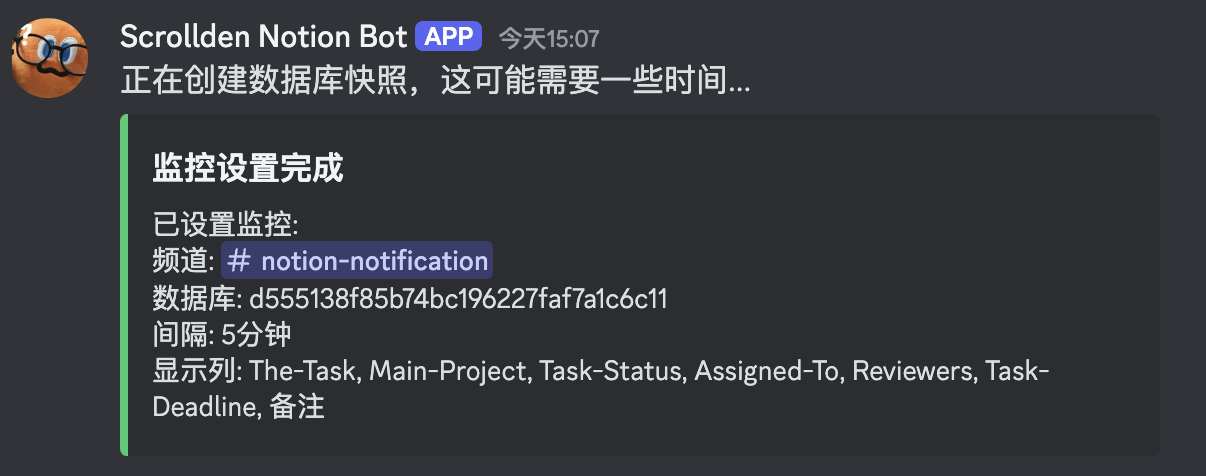 Scrollden Notion Bot APP 今天15:07
正在创建数据库快照，这可能需要一些时间...
监控设置完成
已设置监控:
频道: # notion-notification
数据库: d555138f85b74bc196227faf7a1c6c11
间隔: 5分钟
显示列: The-Task, Main-Project, Task-Status, Assigned-To, Reviewers, Task-
Deadline, 备注